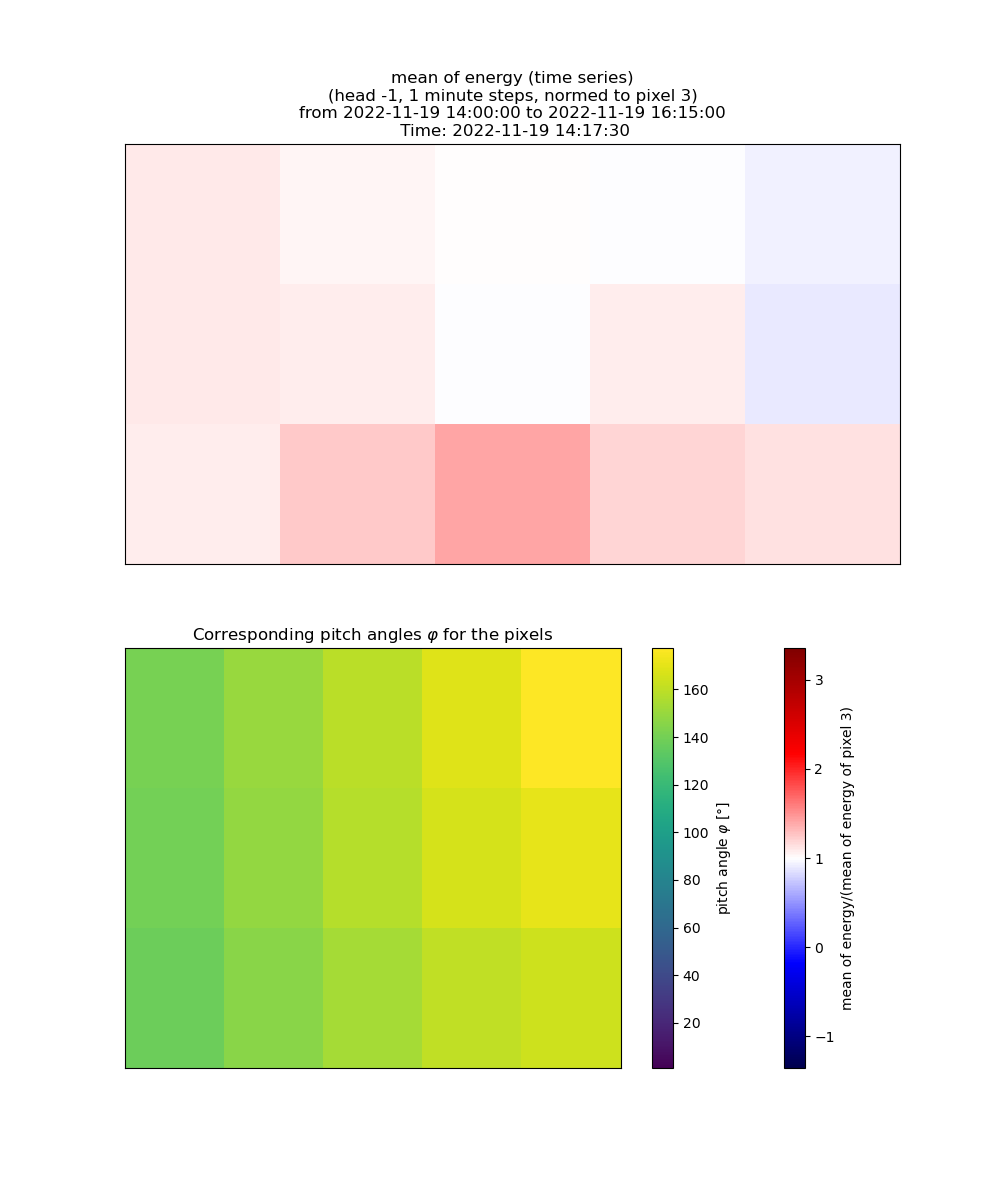 mean of energy (time series)
(head -1, 1 minute steps, normed to pixel 3)
from 2022-11-19 14:00:00 to 2022-11-19 16:15:00
Time: 2022-11-19 14:17:30
Corresponding pitch angles φ for the pixels
160
140
120
100
80
60
40
20
pitch angle φ [°]
3
2
1
0
−1
mean of energy/(mean of energy of pixel 3)